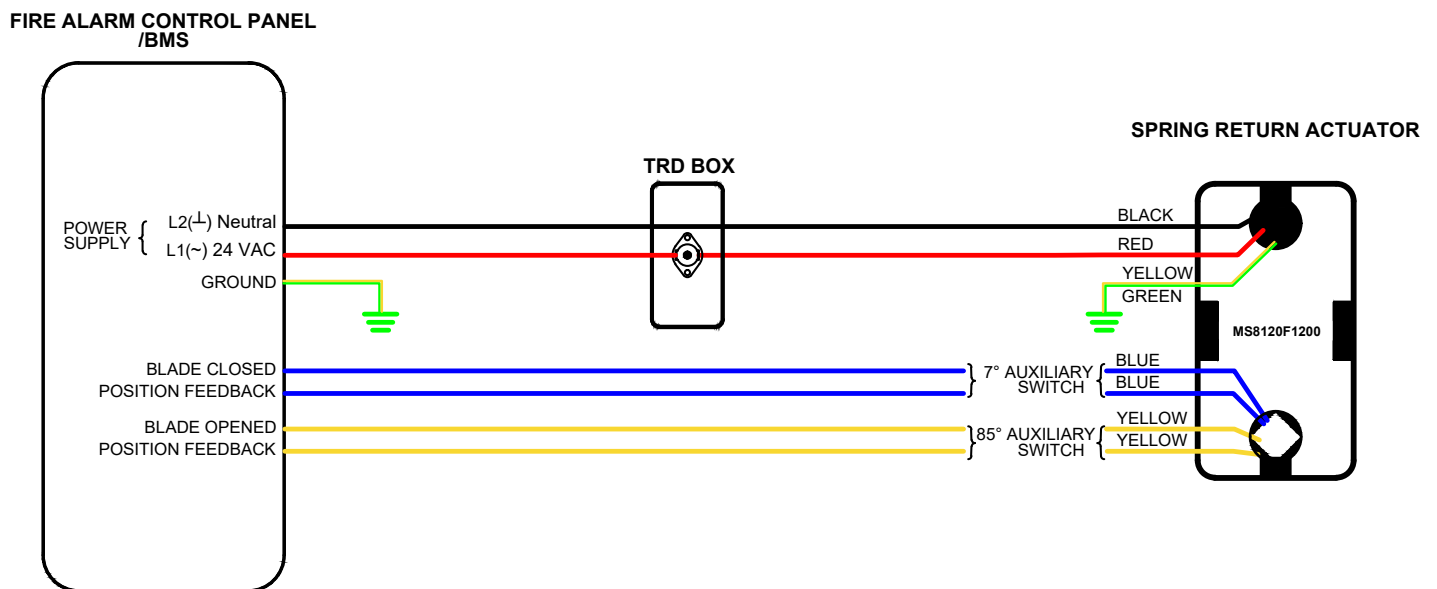 FIRE ALARM CONTROL PANEL
/BMS
SPRING RETURN ACTUATOR
TRD BOX
POWER
SUPPLY
L2(⊥) Neutral
L1(~) 24 VAC
GROUND
BLACK
RED
YELLOW
GREEN
MS8120F1200
BLADE CLOSED
POSITION FEEDBACK
7° AUXILIARY
SWITCH
BLUE
BLUE
BLADE OPENED
POSITION FEEDBACK
85° AUXILIARY
SWITCH
YELLOW
YELLOW